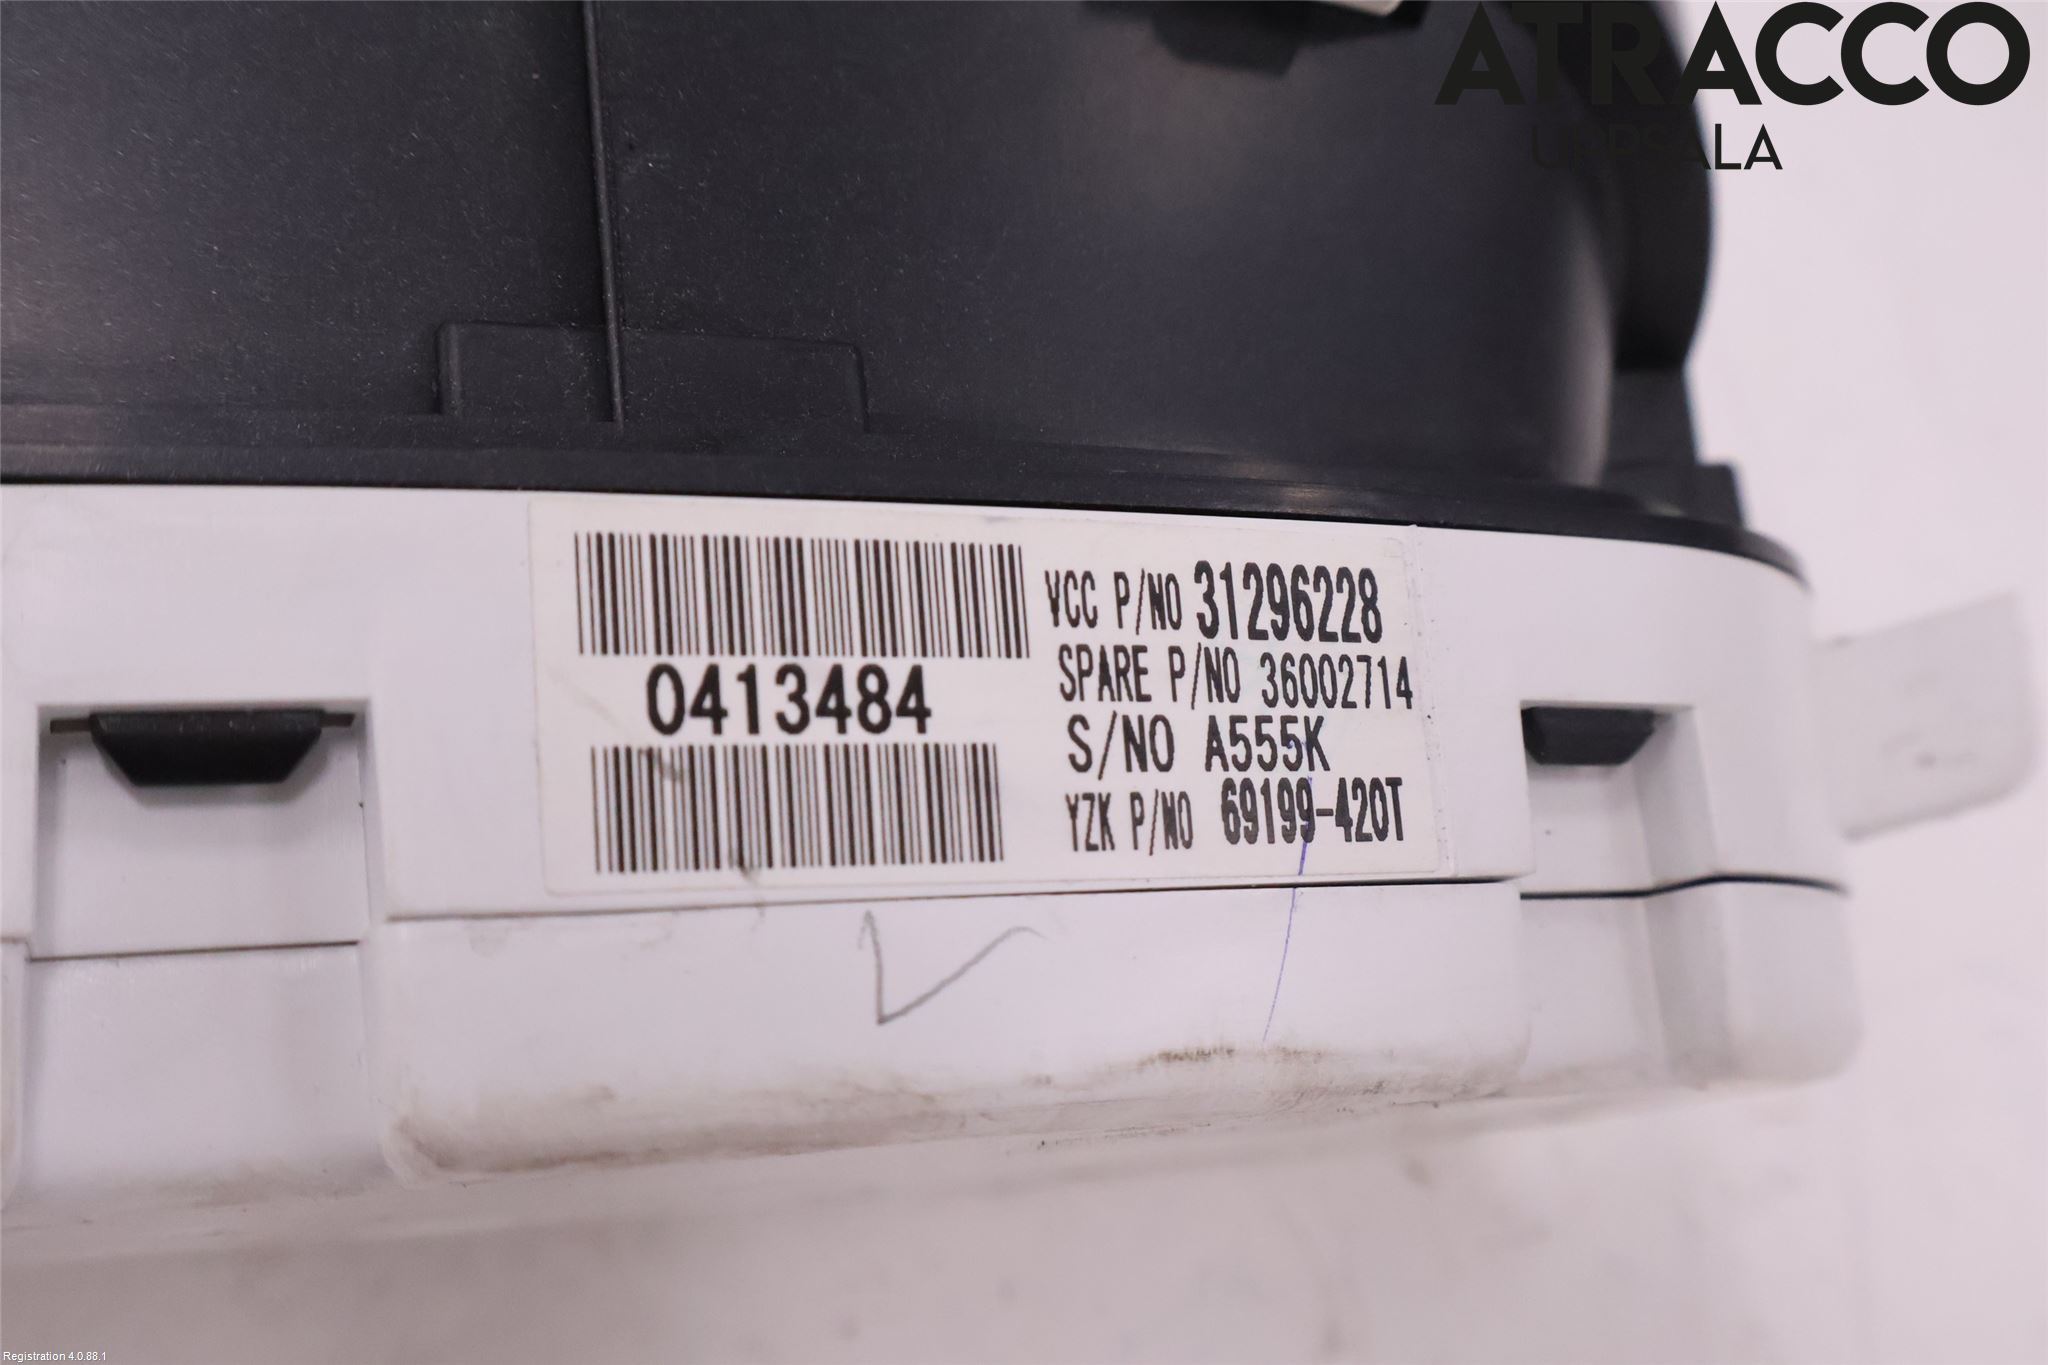 ATRACCO
UPPSALA
0413484
VCC P/NO 31296228
SPARE P/NO 36002714
S/NO A555K
YZK P/NO 69199-420T
Registration 4.0.88.1